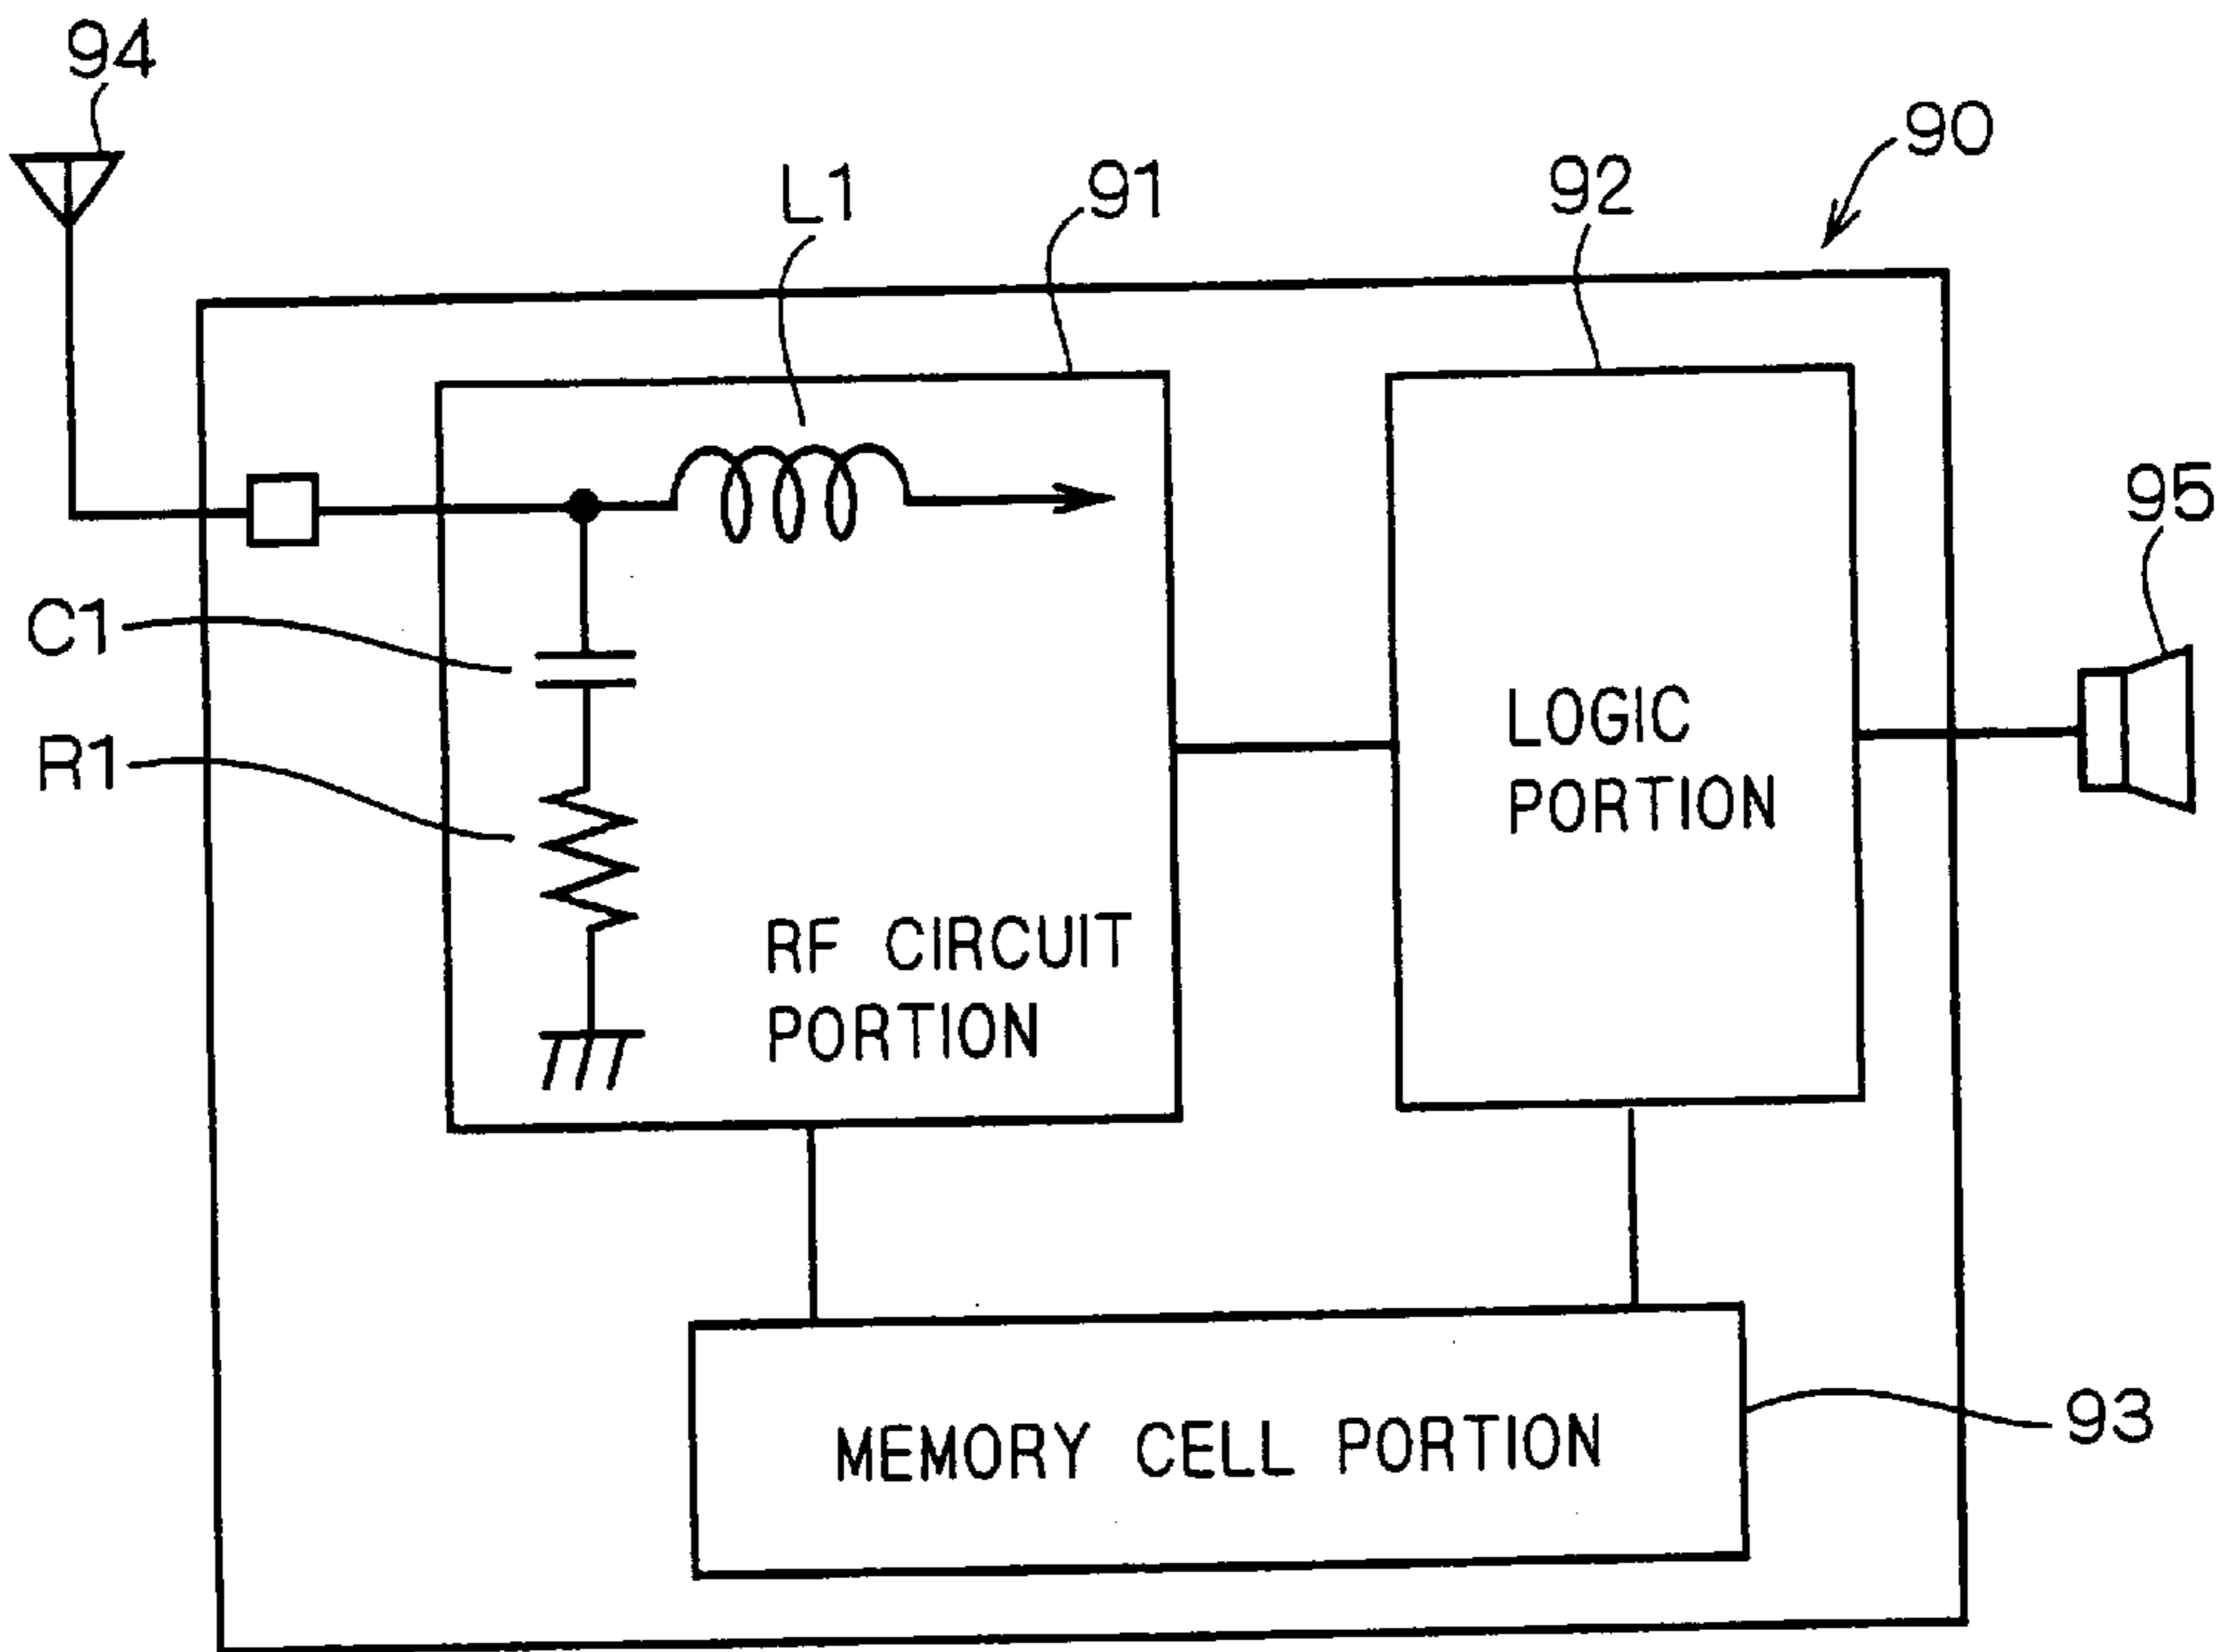 94
90
L1
91
92
95
C1
R1
LOGIC
PORTION
RF CIRCUIT
PORTION
MEMORY CELL PORTION
93